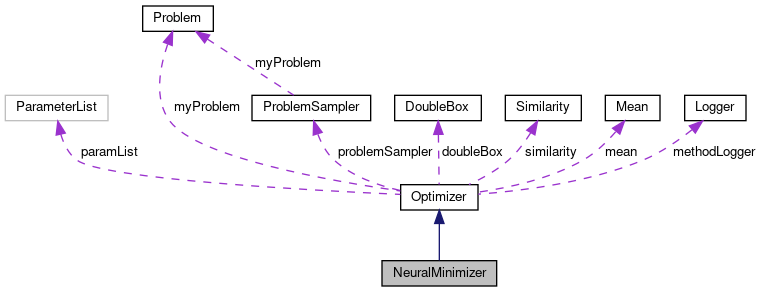 Problem
myProblem
ParameterList
myProblem
ProblemSampler
DoubleBox
Similarity
Mean
Logger
paramList
problemSampler
doubleBox
similarity
mean
methodLogger
Optimizer
NeuralMinimizer